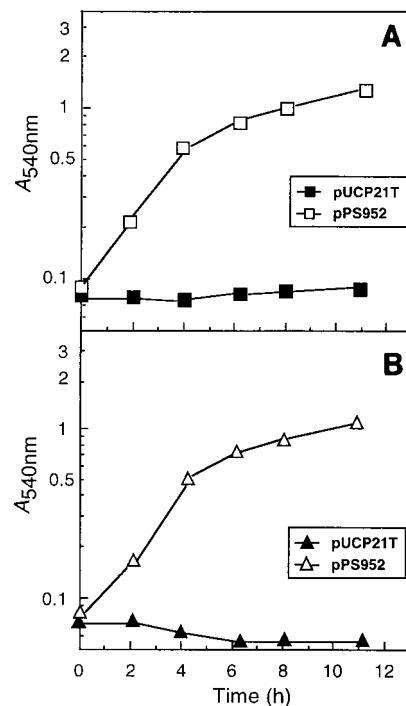 A
3
2
1
0.5
0.1
A540nm
pUCP21T
pPS952
B
3
2
1
0.5
0.1
A540nm
pUCP21T
pPS952
0 2 4 6 8 10 12
Time (h)